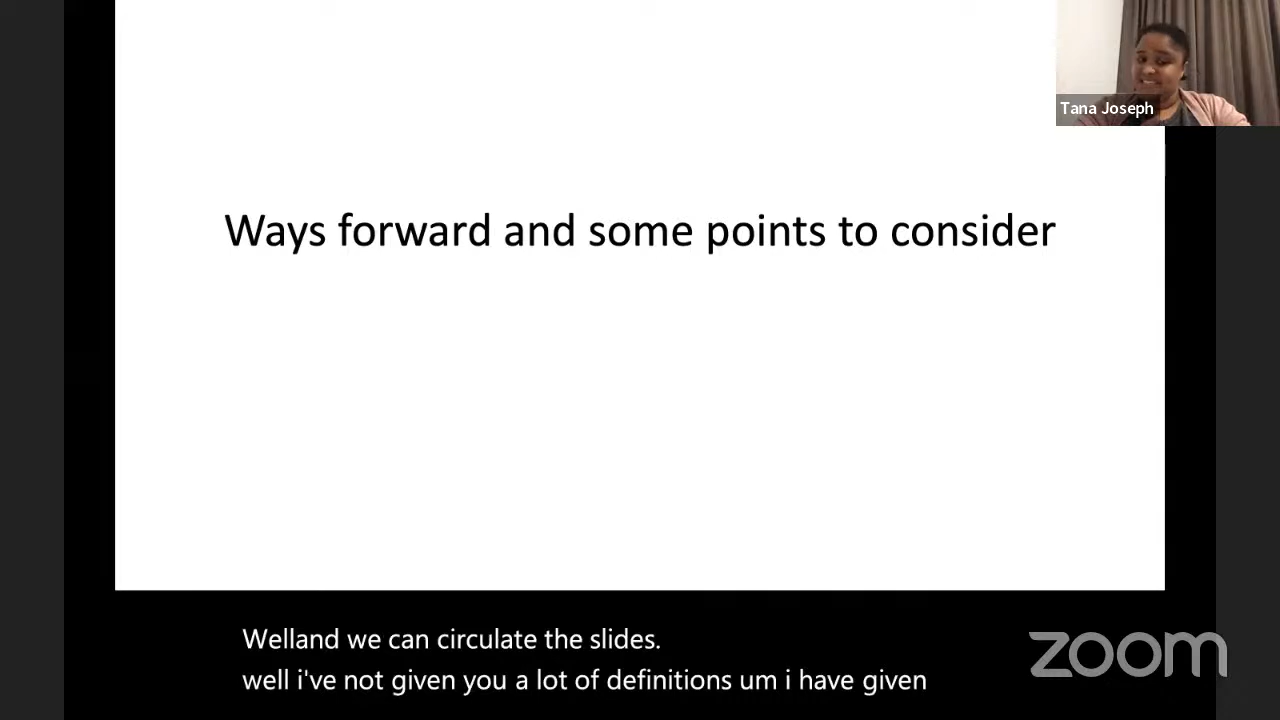 Tana Joseph
Ways forward and some points to consider
Welland we can circulate the slides.
well i've not given you a lot of definitions um i have given
zoom